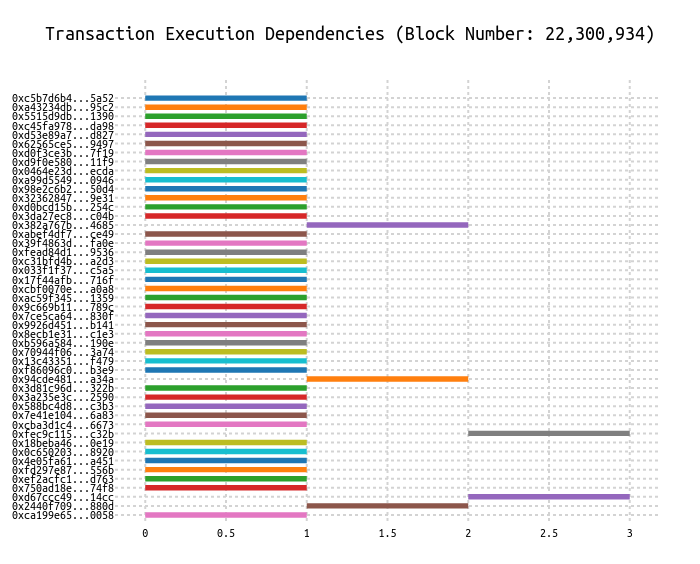 Transaction Execution Dependencies (Block Number: 22,300,934)
0xc5b7d6b4...5a52
0xa43234db...95c2
0x5515d9db...1390
0xc45fa978...da98
0xd53e89a7...d827
0x62565ce5...9497
0xd0f3ce3b...7f19
0xd9f0e580...11f9
0x0464e23d...ecda
0xa99d5549...0946
0x98e2c6b2...50d4
0x32362847...9e31
0xd0bcd15b...254c
0x3da27ec8...c04b
0x382a767b...4685
0xabef4df7...ce49
0x39f4863d...fa0e
0xfead84d1...9536
0xc31bfd4b...a2d3
0x033f1f37...c5a5
0x17f44afb...716f
0xcbf0070e...a0a8
0xac59f345...1359
0x9c669b11...789c
0x7ce5ca64...830f
0x9926d451...b141
0x8ecb1e31...c1e3
0xb596a584...190e
0x70944f06...3a74
0x13c43351...f479
0xf86096c0...b3e9
0x94cde481...a34a
0x3d81c96d...322b
0x3a235e3c...2590
0x588bc4d8...c3b3
0x7e41e104...6a83
0xcba3d1c4...6673
0xfec9c115...c32b
0x18beba46...0e19
0x0c650203...8920
0x4e05fa61...a451
0xfd297e87...556b
0xef2acfc1...d763
0x750ad18e...74f8
0xd67ccc49...14cc
0x2440f709...880d
0xca199e65...0058
0 0.5 1 1.5 2 2.5 3